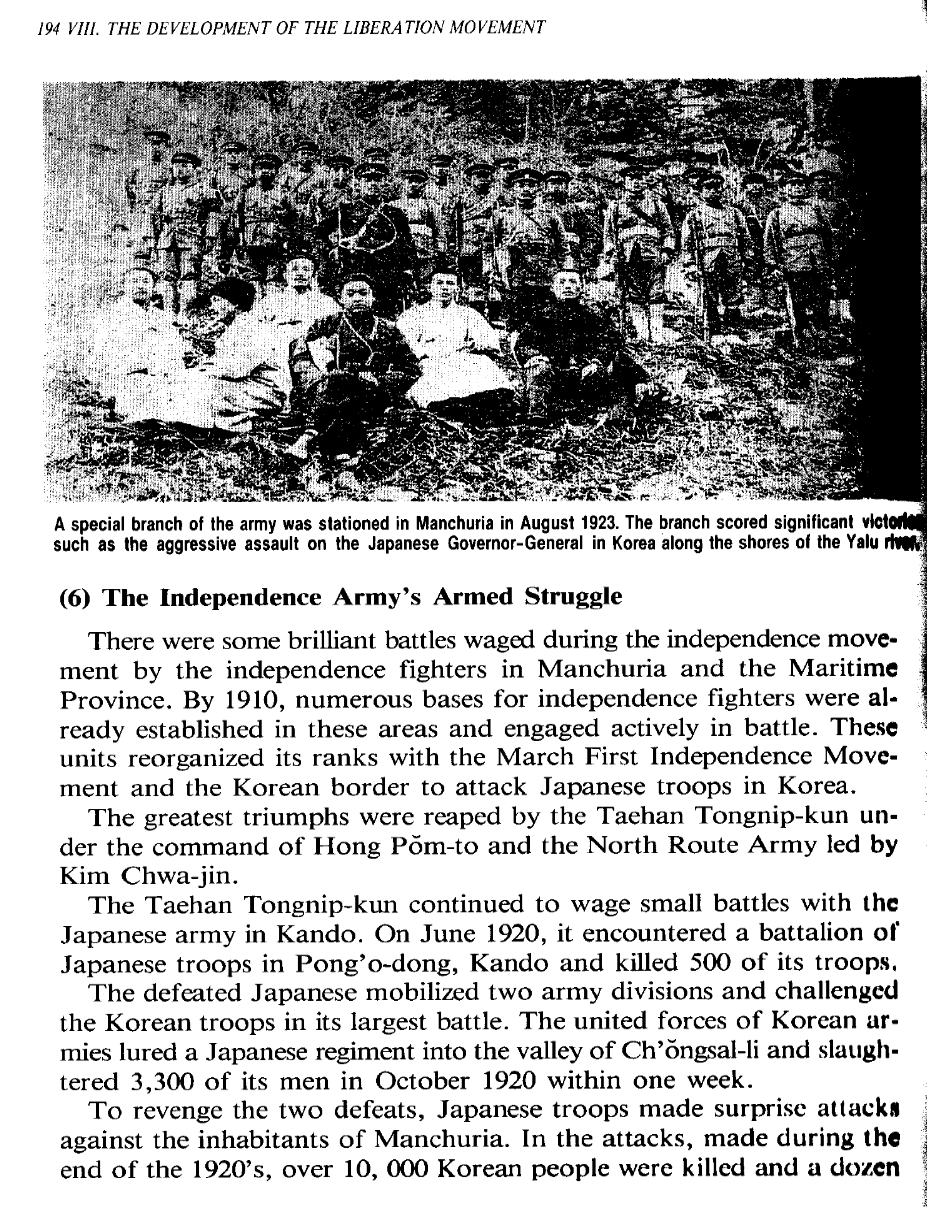 194 VIII. THE DEVELOPMENT OF THE LIBERATION MOVEMENT
A special branch of the army was stationed in Manchuria in August 1923. The branch scored significant victories
such as the aggressive assault on the Japanese Governor-General in Korea along the shores of the Yalu river.
(6) The Independence Army's Armed Struggle
There were some brilliant battles waged during the independence move-
ment by the independence fighters in Manchuria and the Maritime
Province. By 1910, numerous bases for independence fighters were al-
ready established in these areas and engaged actively in battle. These
units reorganized its ranks with the March First Independence Move-
ment and the Korean border to attack Japanese troops in Korea.
The greatest triumphs were reaped by the Taehan Tongnip-kun un-
der the command of Hong Pŏm-to and the North Route Army led by
Kim Chwa-jin.
The Taehan Tongnip-kun continued to wage small battles with the
Japanese army in Kando. On June 1920, it encountered a battalion of
Japanese troops in Pong'o-dong, Kando and killed 500 of its troops.
The defeated Japanese mobilized two army divisions and challenged
the Korean troops in its largest battle. The united forces of Korean ar-
mies lured a Japanese regiment into the valley of Ch'ŏngsal-li and slaugh-
tered 3,300 of its men in October 1920 within one week.
To revenge the two defeats, Japanese troops made surprise attacks
against the inhabitants of Manchuria. In the attacks, made during the
end of the 1920's, over 10, 000 Korean people were killed and a dozen